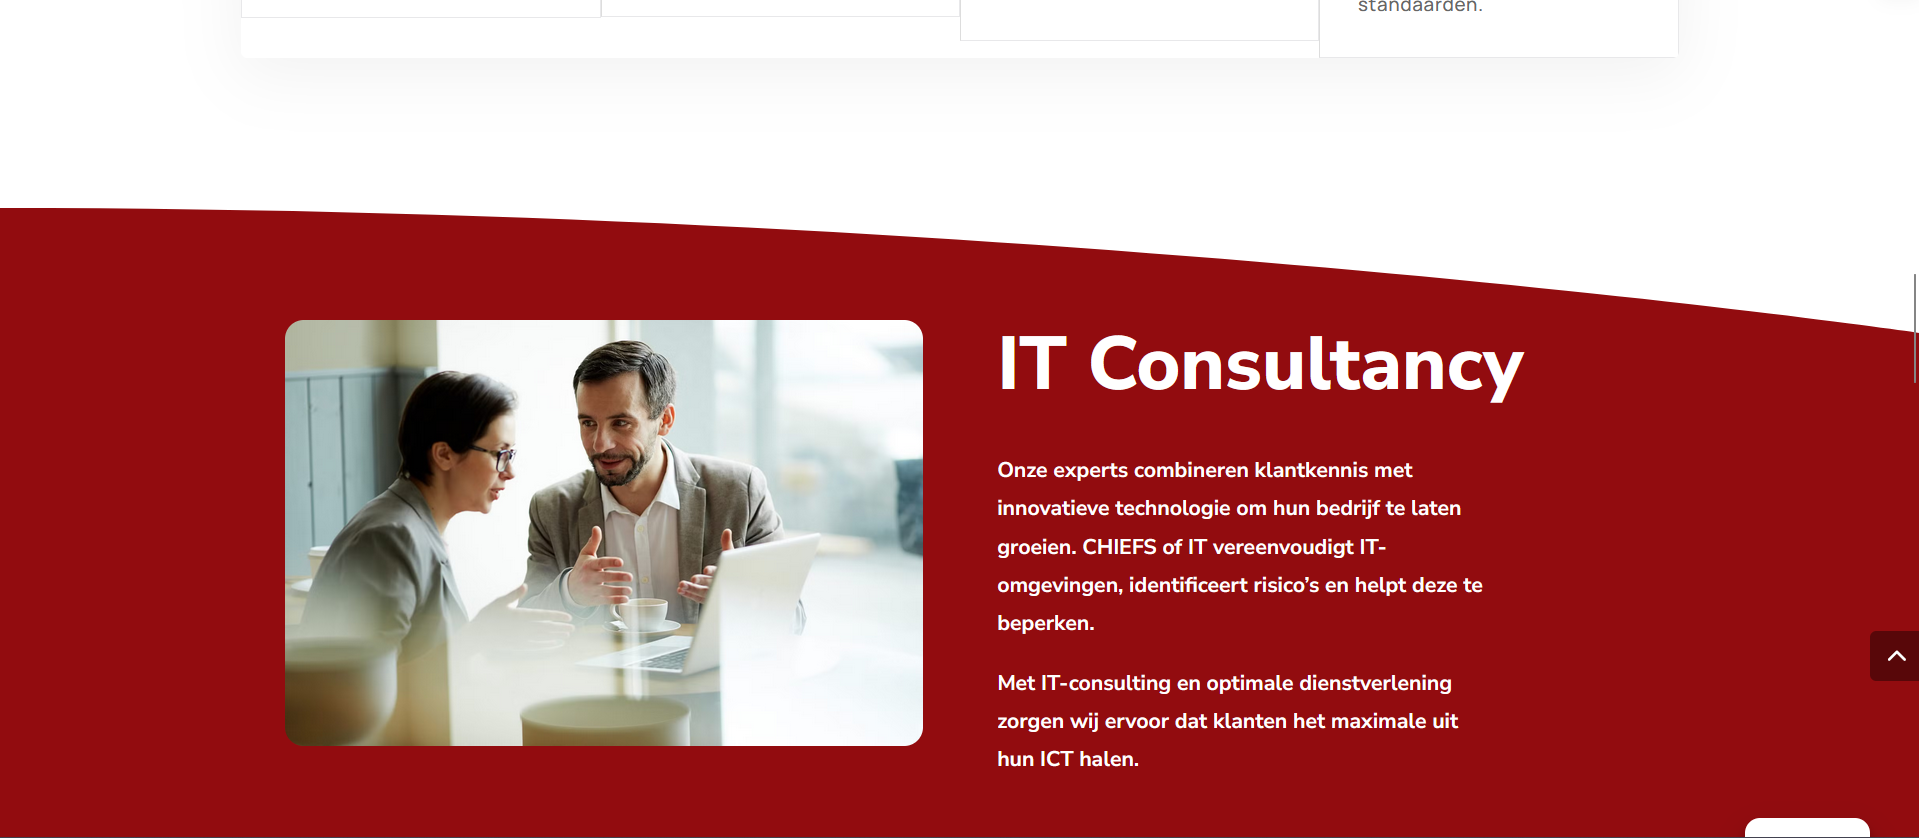 standaarden.
IT Consultancy
Onze experts combineren klantkennis met
innovatieve technologie om hun bedrijf te laten
groeien. CHIEFS of IT vereenvoudigt IT-
omgevingen, identificeert risico’s en helpt deze te
beperken.
Met IT-consulting en optimale dienstverlening
zorgen wij ervoor dat klanten het maximale uit
hun ICT halen.